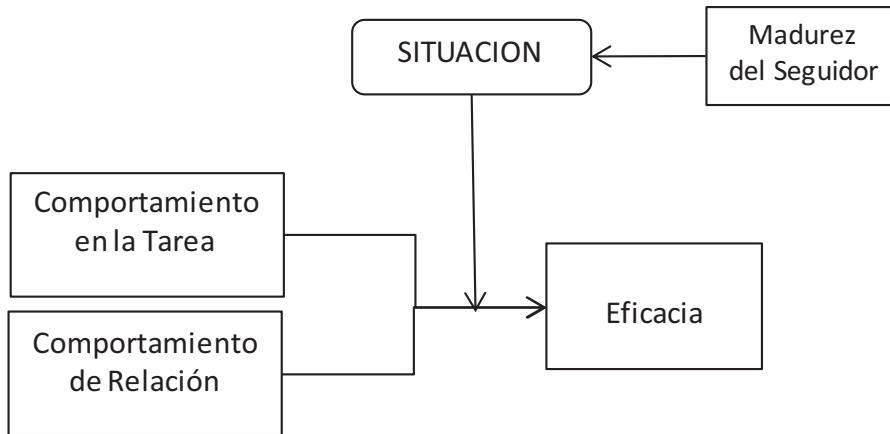 SITUACION
Madurez
del Seguidor
Comportamiento
en la Tarea
Comportamiento
de Relación
Eficacia